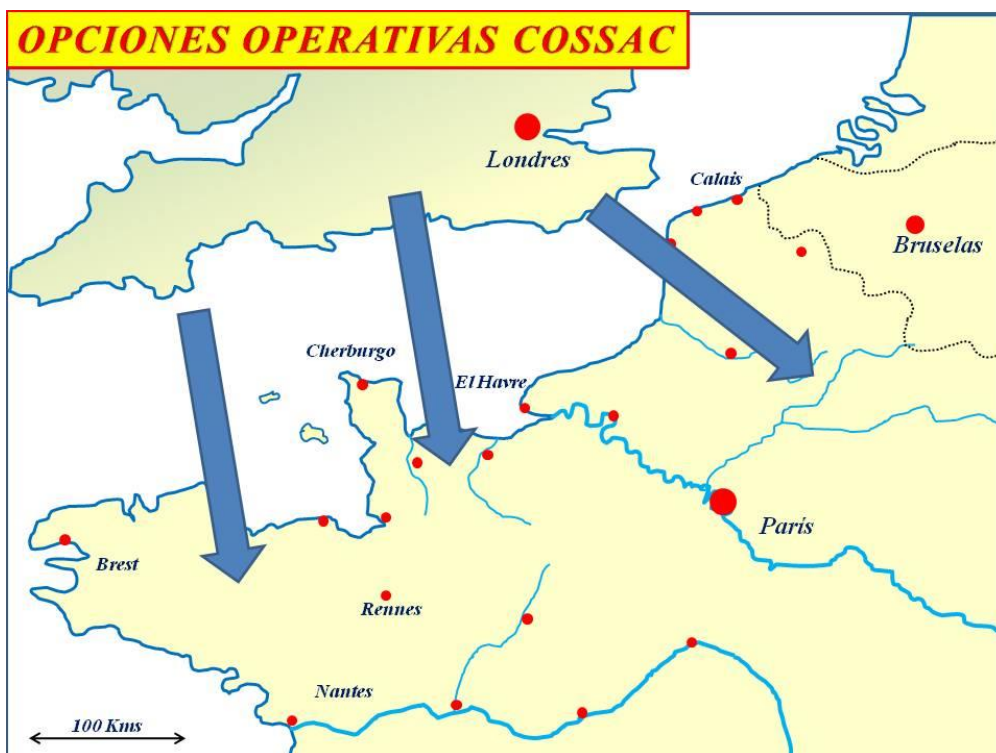 OPCIONES OPERATIVAS COSSAC
Londres
Calais
Bruselas
Cherburgo
El Havre
París
Brest
Rennes
Nantes
100 Kms